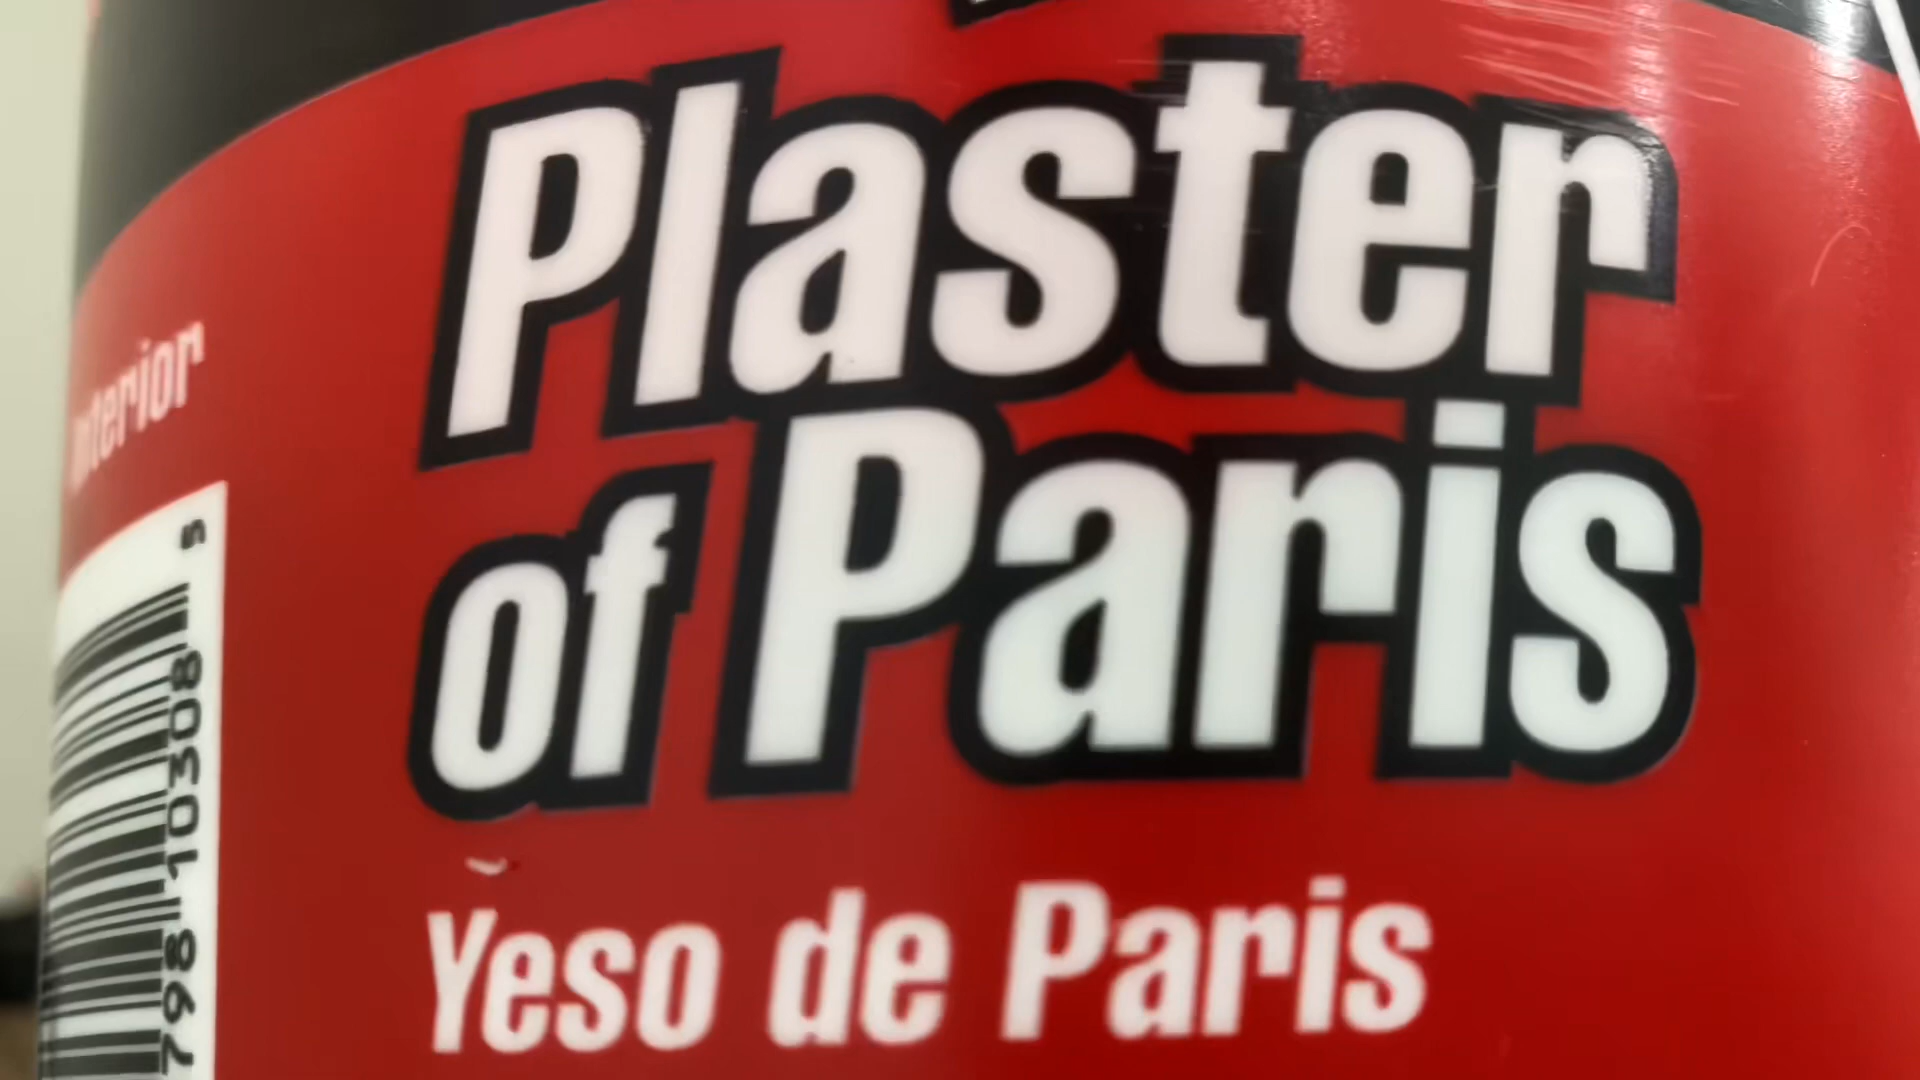 Plaster
of Paris
Yeso de Paris
Interior
798 10308 5